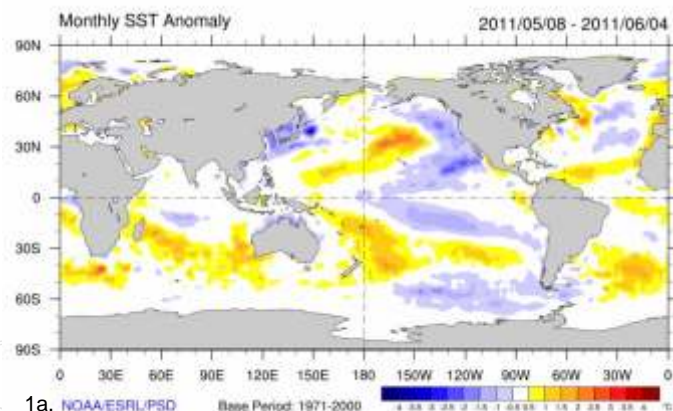 Monthly SST Anomaly 2011/05/08 - 2011/06/04
90N
60N
30N
0
30S
60S
90S
0 30E 60E 90E 120E 150E 180 150W 120W 90W 60W 30W 0
1a. NOAA/ESRL/PSD Base Period: 1971-2000